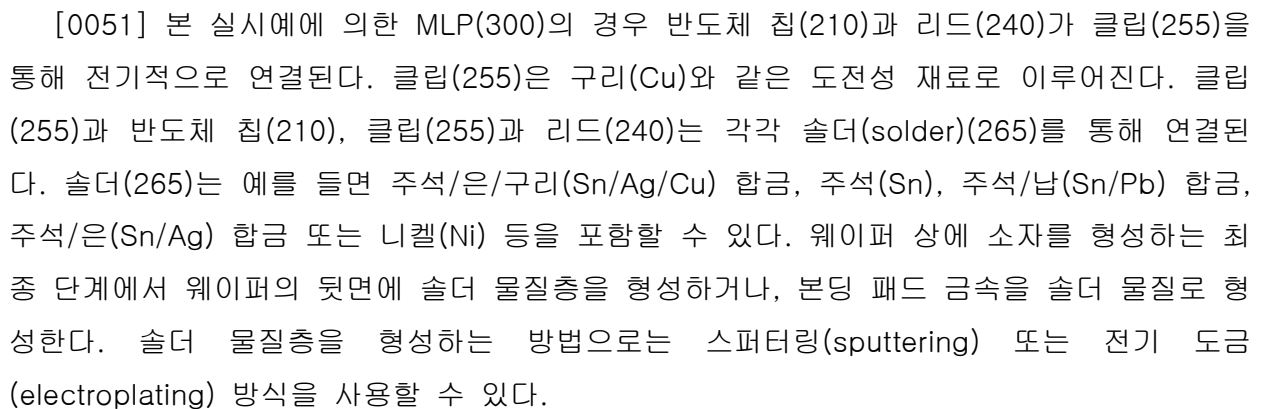 [0051] 본 실시예에 의한 MLP(300)의 경우 반도체 칩(210)과 리드(240)가 클립(255)을
통해 전기적으로 연결된다. 클립(255)은 구리(Cu)와 같은 도전성 재료로 이루어진다. 클립
(255)과 반도체 칩(210), 클립(255)과 리드(240)는 각각 솔더(solder)(265)를 통해 연결된
다. 솔더(265)는 예를 들면 주석/은/구리(Sn/Ag/Cu) 합금, 주석(Sn), 주석/납(Sn/Pb) 합금,
주석/은(Sn/Ag) 합금 또는 니켈(Ni) 등을 포함할 수 있다. 웨이퍼 상에 소자를 형성하는 최
종 단계에서 웨이퍼의 뒷면에 솔더 물질층을 형성하거나, 본딩 패드 금속을 솔더 물질로 형
성한다. 솔더 물질층을 형성하는 방법으로는 스퍼터링(sputtering) 또는 전기 도금
(electroplating) 방식을 사용할 수 있다.